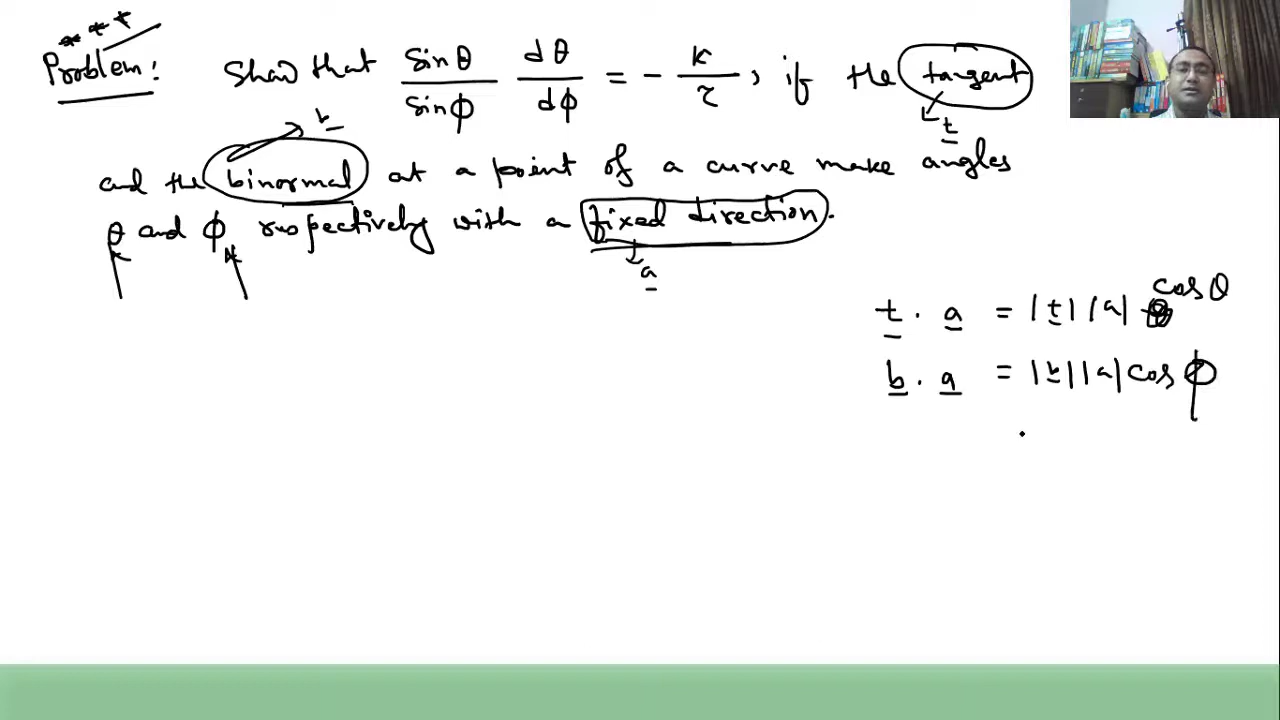 * * *
Problem: Show that sinθ/sinϕ dθ/dϕ = - κ/τ, if the tangent
t
b
and the binormal at a point of a curve make angles
θ and ϕ respectively with a fixed direction.
a
t . a = |t| |a| cos θ
b . a = |b| |a| cos ϕ